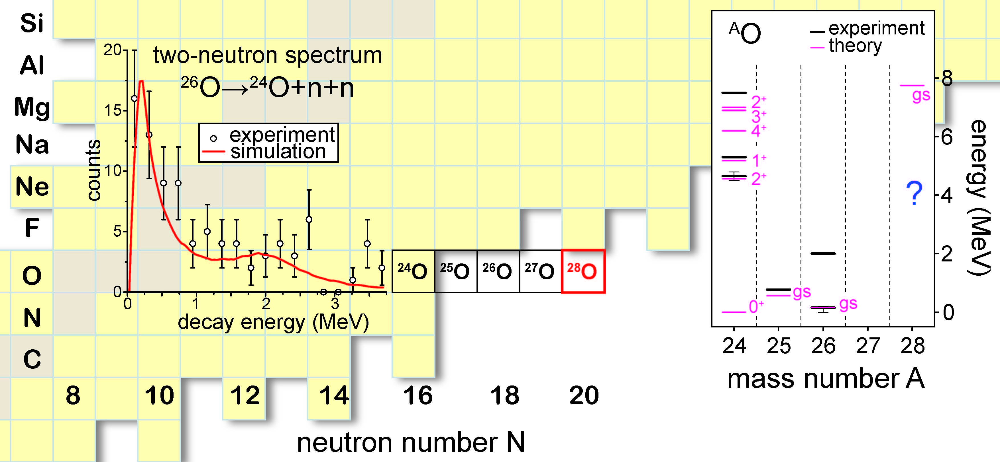 Si
Al
Mg
Na
Ne
F
O
N
C
8 10 12 14 16 18 20
neutron number N
20
15
10
5
0
counts
two-neutron spectrum
²⁶O→²⁴O+n+n
experiment
simulation
0 1 2 3
decay energy (MeV)
²⁴O ²⁵O ²⁶O ²⁷O ²⁸O
ᴬO
experiment
theory
2⁺
3⁺
4⁺
1⁺
2⁺
0⁺
gs
gs
gs
?
8
6
4
2
0
energy (MeV)
24 25 26 27 28
mass number A